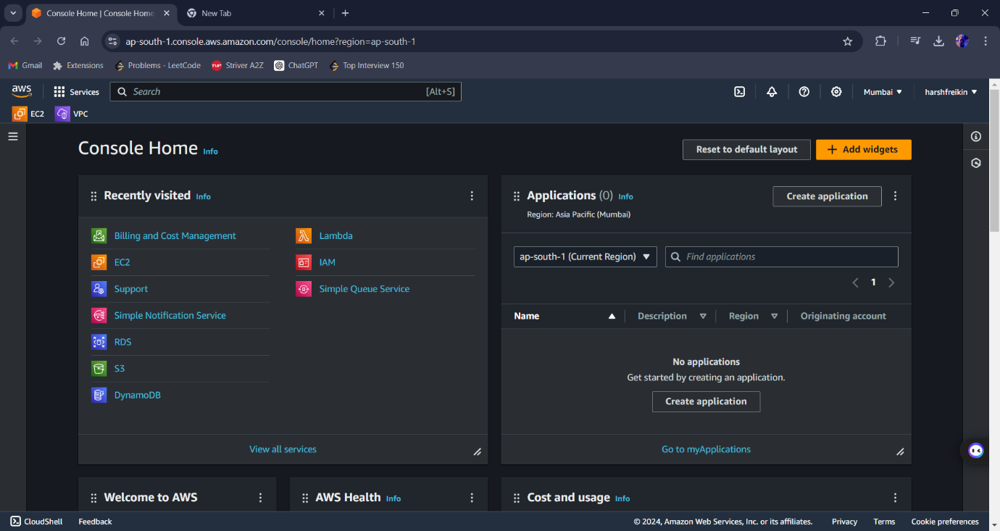 Console Home | Console Home
New Tab
ap-south-1.console.aws.amazon.com/console/home?region=ap-south-1
Gmail Extensions Problems - LeetCode Striver A2Z ChatGPT Top Interview 150
aws Services Search [Alt+S] Mumbai harshfreikin
EC2 VPC
Console Home Info Reset to default layout Add widgets
Recently visited Info
Billing and Cost Management
EC2
Support
Simple Notification Service
RDS
S3
DynamoDB
Lambda
IAM
Simple Queue Service
View all services
Applications (0) Info Create application
Region: Asia Pacific (Mumbai)
ap-south-1 (Current Region) Find applications
1
Name Description Region Originating account
No applications
Get started by creating an application.
Create application
Go to myApplications
Welcome to AWS
AWS Health Info
Cost and usage Info
CloudShell Feedback © 2024, Amazon Web Services, Inc. or its affiliates. Privacy Terms Cookie preferences